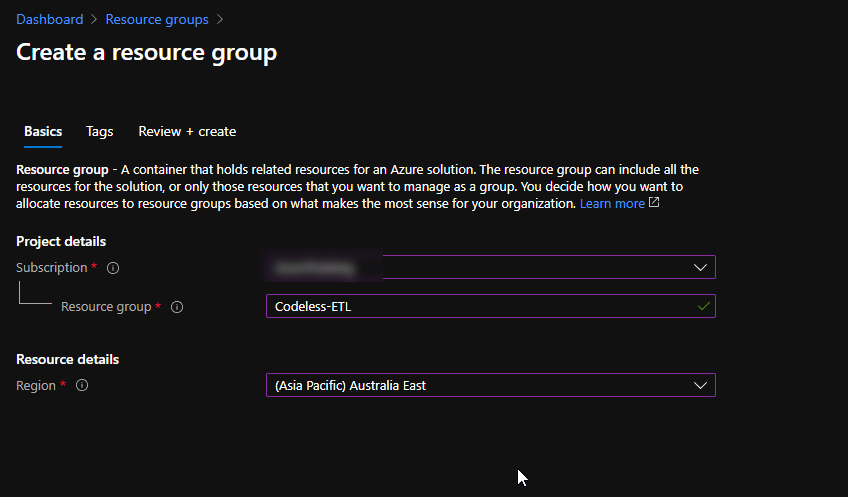 Dashboard > Resource groups >
Create a resource group
Basics Tags Review + create
Resource group - A container that holds related resources for an Azure solution. The resource group can include all the
resources for the solution, or only those resources that you want to manage as a group. You decide how you want to
allocate resources to resource groups based on what makes the most sense for your organization. Learn more
Project details
Subscription *
Resource group * Codeless-ETL
Resource details
Region * (Asia Pacific) Australia East